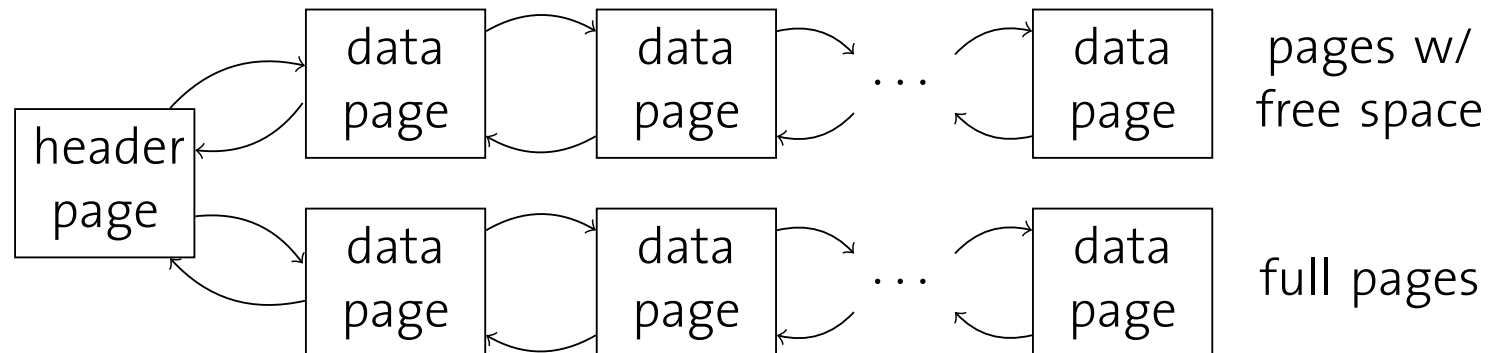 header
page
data
page
data
page
. . .
data
page
pages w/
free space
data
page
data
page
. . .
data
page
full pages